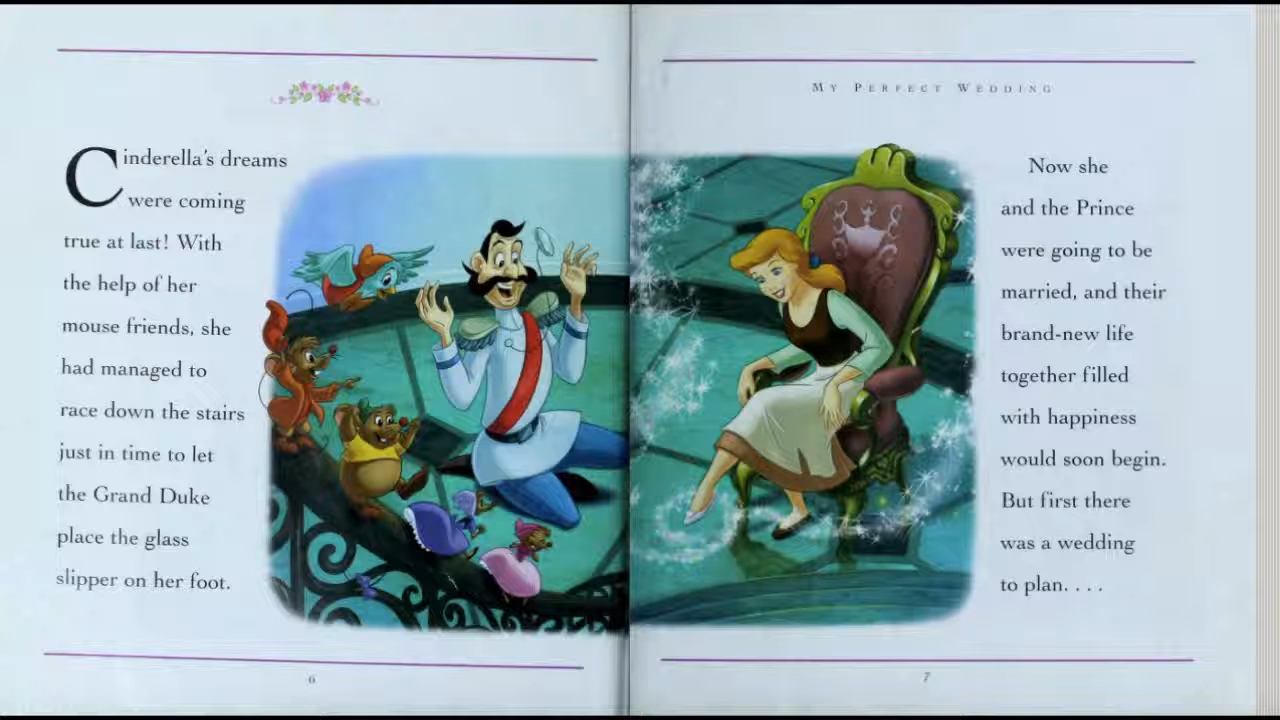 Cinderella's dreams
were coming
true at last! With
the help of her
mouse friends, she
had managed to
race down the stairs
just in time to let
the Grand Duke
place the glass
slipper on her foot.
6
My Perfect Wedding
Now she
and the Prince
were going to be
married, and their
brand-new life
together filled
with happiness
would soon begin.
But first there
was a wedding
to plan. . . .
7